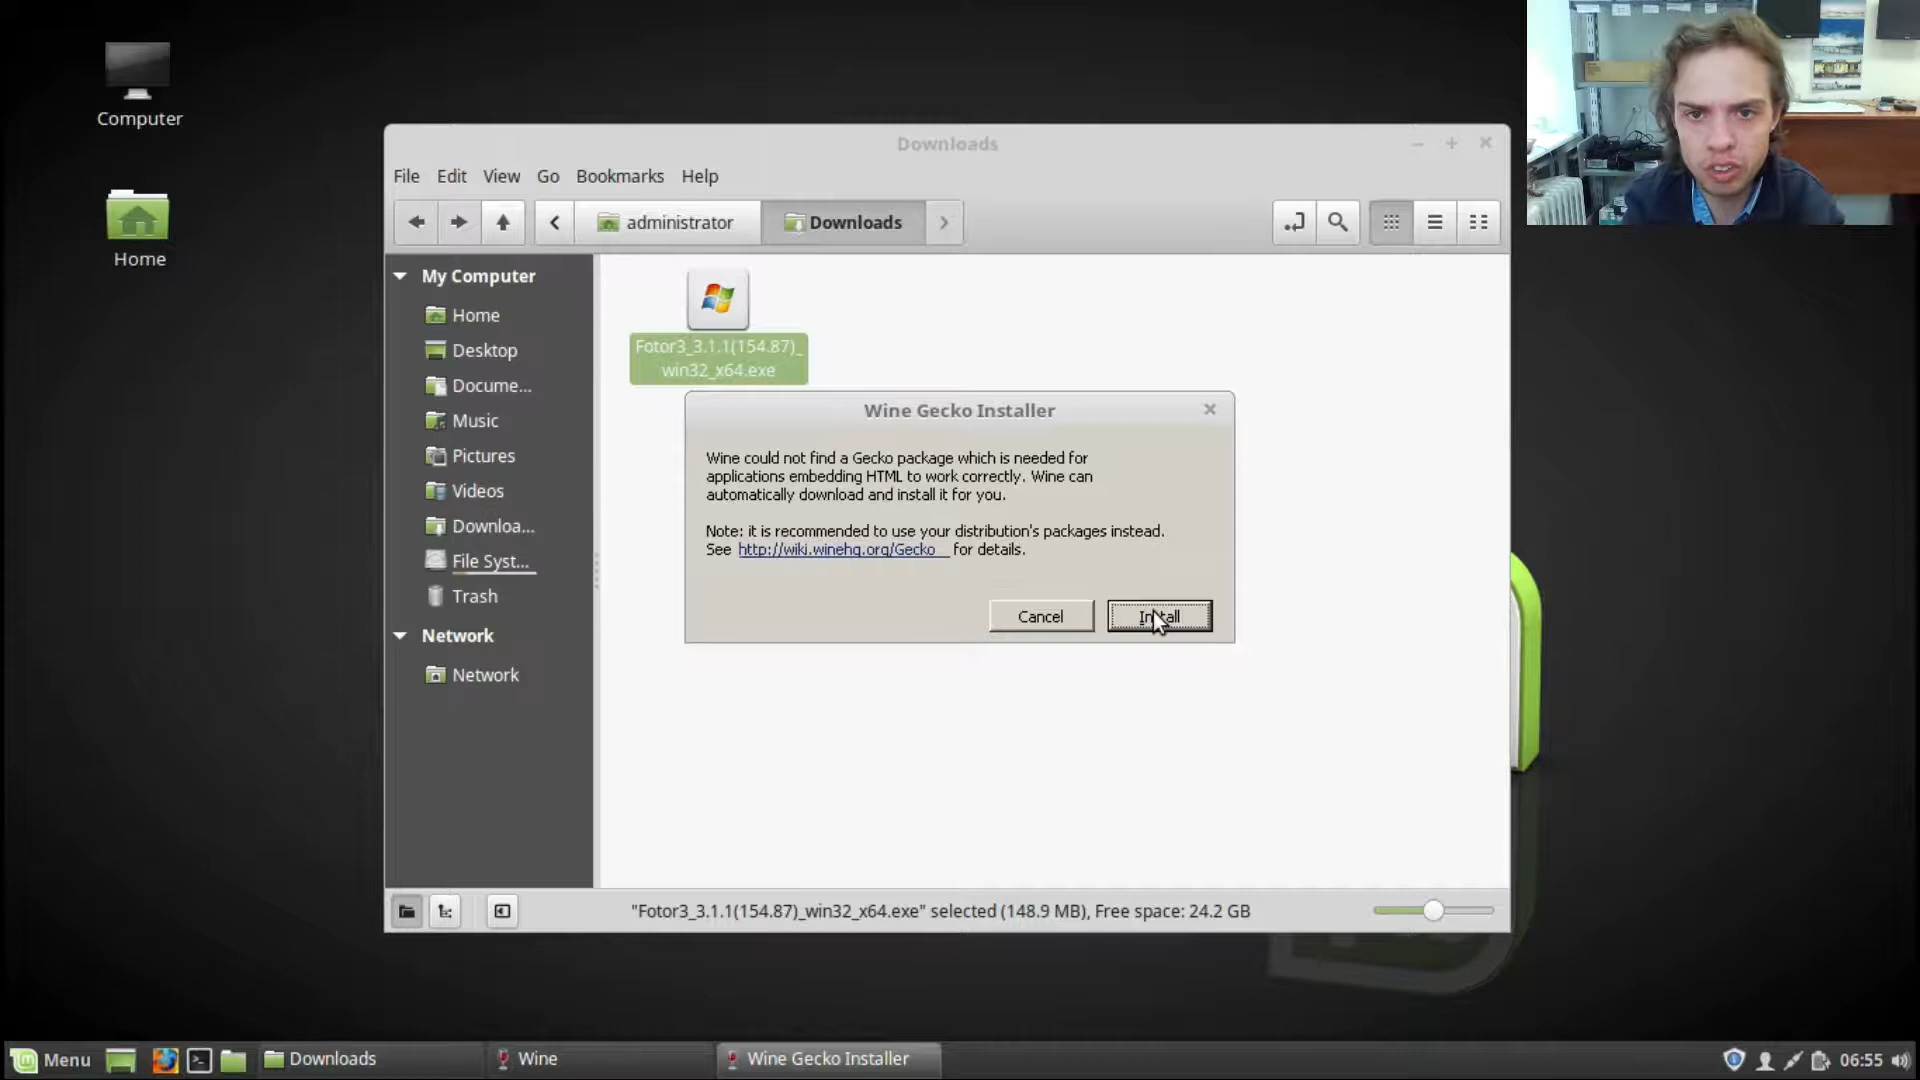 Computer
Home
Downloads
File Edit View Go Bookmarks Help
administrator Downloads
My Computer
Home
Desktop
Docume...
Music
Pictures
Videos
Downloa...
File Syst...
Trash
Network
Network
Fotor3_3.1.1(154.87)_
win32_x64.exe
Wine Gecko Installer
Wine could not find a Gecko package which is needed for
applications embedding HTML to work correctly. Wine can
automatically download and install it for you.
Note: it is recommended to use your distribution's packages instead.
See http://wiki.winehq.org/Gecko for details.
Cancel Install
"Fotor3_3.1.1(154.87)_win32_x64.exe" selected (148.9 MB), Free space: 24.2 GB
Menu Downloads Wine Wine Gecko Installer 06:55